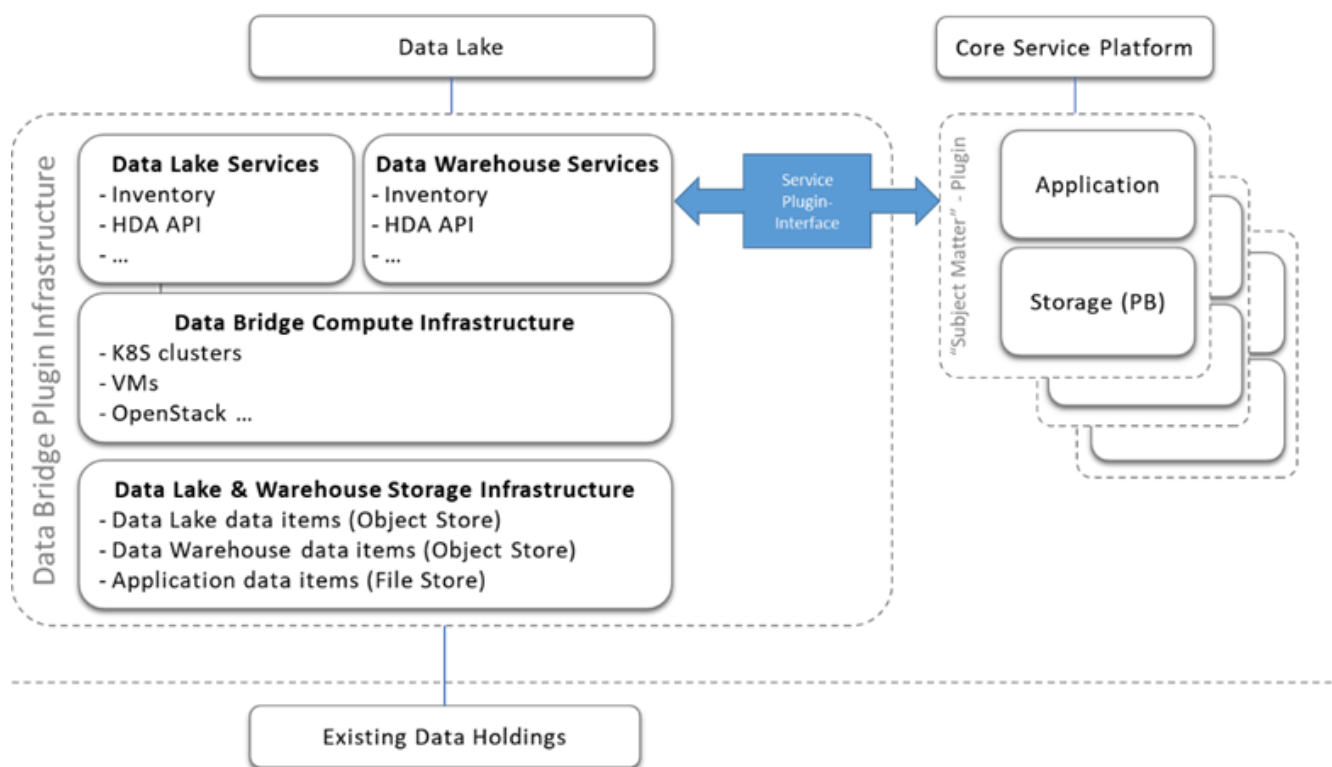 Data Lake
Core Service Platform
Data Bridge Plugin Infrastructure
Data Lake Services
- Inventory
- HDA API
- ...
Data Warehouse Services
- Inventory
- HDA API
- ...
Service
Plugin-
Interface
"Subject Matter" - Plugin
Application
Storage (PB)
Data Bridge Compute Infrastructure
- K8S clusters
- VMs
- OpenStack ...
Data Lake & Warehouse Storage Infrastructure
- Data Lake data items (Object Store)
- Data Warehouse data items (Object Store)
- Application data items (File Store)
Existing Data Holdings